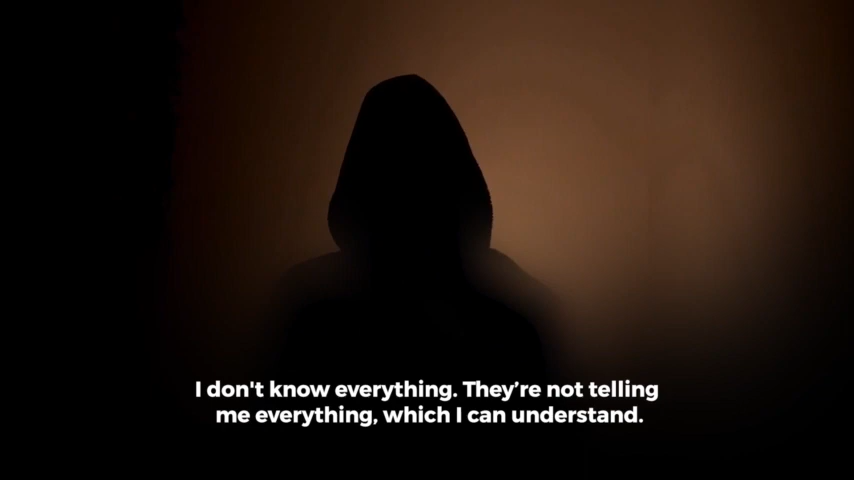 I don't know everything. They’re not telling
me everything, which I can understand.